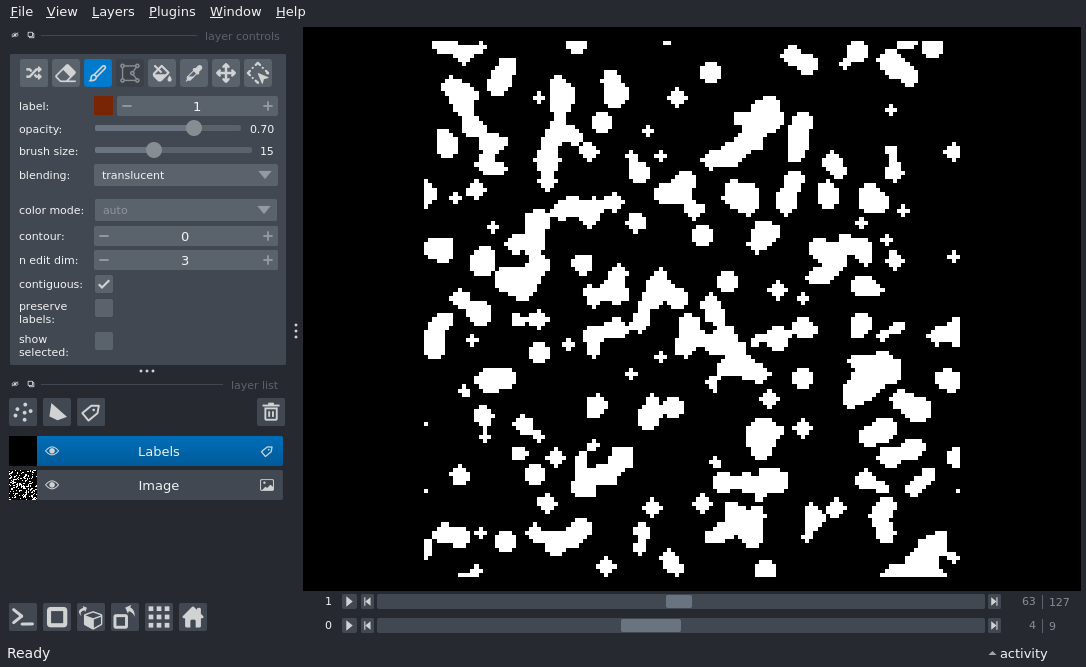 File View Layers Plugins Window Help
layer controls
label: 1
opacity: 0.70
brush size: 15
blending: translucent
color mode: auto
contour: 0
n edit dim: 3
contiguous:
preserve
labels:
show
selected:
layer list
Labels
Image
1 63 127
0 4 9
Ready activity